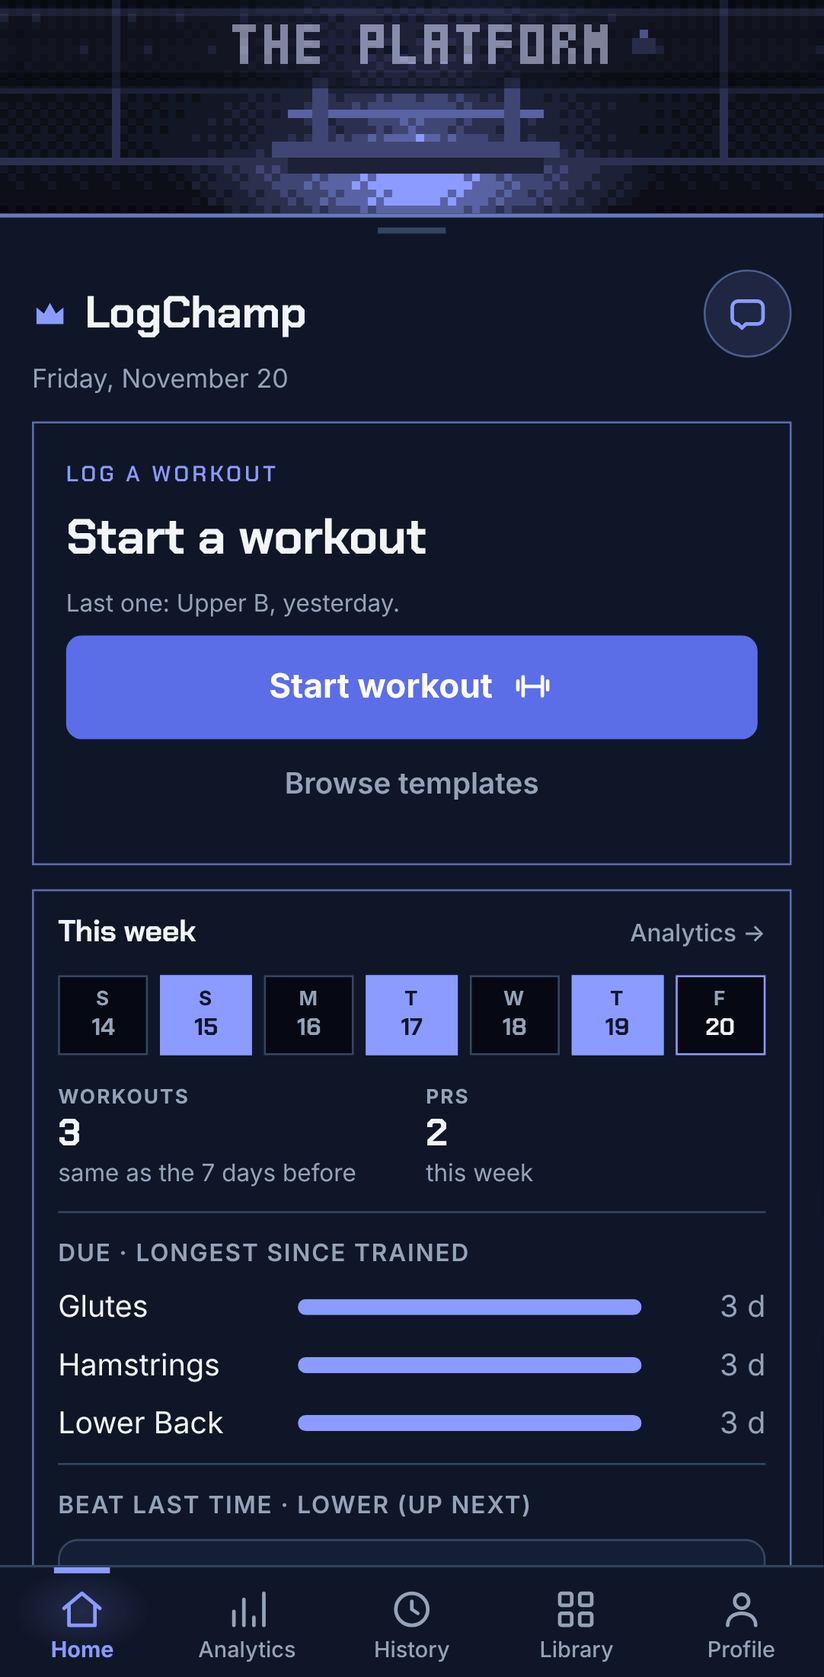 THE PLATFORM
LogChamp
Friday, November 20
LOG A WORKOUT
Start a workout
Last one: Upper B, yesterday.
Start workout
Browse templates
This week
Analytics →
S S M T W T F
14 15 16 17 18 19 20
WORKOUTS PRS
3 2
same as the 7 days before this week
DUE · LONGEST SINCE TRAINED
Glutes 3 d
Hamstrings 3 d
Lower Back 3 d
BEAT LAST TIME · LOWER (UP NEXT)
Home Analytics History Library Profile